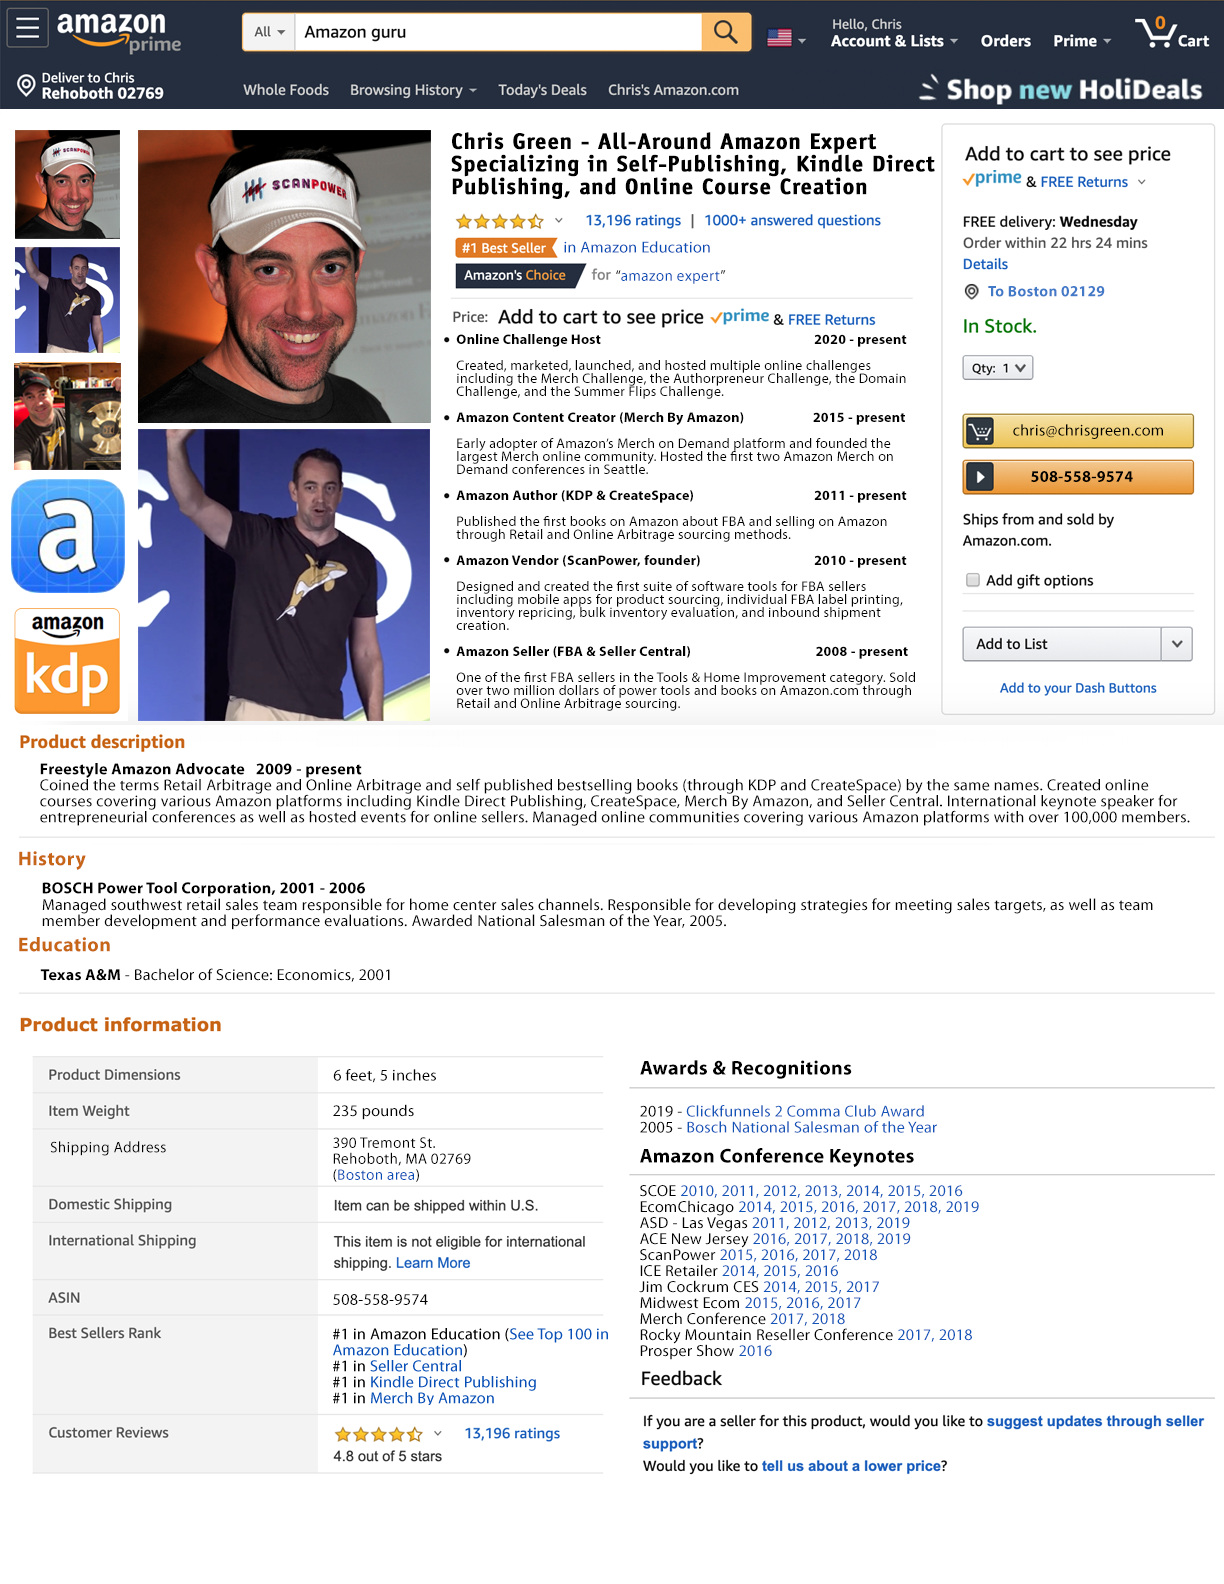 amazon
prime
All
Amazon guru
Hello, Chris
Account & Lists
Orders
Prime
0
Cart
Deliver to Chris
Rehoboth 02769
Whole Foods
Browsing History
Today's Deals
Chris's Amazon.com
Shop new HoliDeals
SCANPOWER
SCANPOWER
Chris Green - All-Around Amazon Expert
Specializing in Self-Publishing, Kindle Direct
Publishing, and Online Course Creation
13,196 ratings | 1000+ answered questions
#1 Best Seller in Amazon Education
Amazon's Choice for "amazon expert"
Price: Add to cart to see price prime & FREE Returns
• Online Challenge Host 2020 - present
Created, marketed, launched, and hosted multiple online challenges
including the Merch Challenge, the Authorpreneur Challenge, the Domain
Challenge, and the Summer Flips Challenge.
• Amazon Content Creator (Merch By Amazon) 2015 - present
Early adopter of Amazon's Merch on Demand platform and founded the
largest Merch online community. Hosted the first two Amazon Merch on
Demand conferences in Seattle.
• Amazon Author (KDP & CreateSpace) 2011 - present
Published the first books on Amazon about FBA and selling on Amazon
through Retail and Online Arbitrage sourcing methods.
• Amazon Vendor (ScanPower, founder) 2010 - present
Designed and created the first suite of software tools for FBA sellers
including mobile apps for product sourcing, individual FBA label printing,
inventory repricing, bulk inventory evaluation, and inbound shipment
creation.
• Amazon Seller (FBA & Seller Central) 2008 - present
One of the first FBA sellers in the Tools & Home Improvement category. Sold
over two million dollars of power tools and books on Amazon.com through
Retail and Online Arbitrage sourcing.
a
amazon
kdp
Add to cart to see price
prime & FREE Returns
FREE delivery: Wednesday
Order within 22 hrs 24 mins
Details
To Boston 02129
In Stock.
Qty: 1
chris@chrisgreen.com
508-558-9574
Ships from and sold by
Amazon.com.
Add gift options
Add to List
Add to your Dash Buttons
Product description
Freestyle Amazon Advocate 2009 - present
Coined the terms Retail Arbitrage and Online Arbitrage and self published bestselling books (through KDP and CreateSpace) by the same names. Created online
courses covering various Amazon platforms including Kindle Direct Publishing, CreateSpace, Merch By Amazon, and Seller Central. International keynote speaker for
entrepreneurial conferences as well as hosted events for online sellers. Managed online communities covering various Amazon platforms with over 100,000 members.
History
BOSCH Power Tool Corporation, 2001 - 2006
Managed southwest retail sales team responsible for home center sales channels. Responsible for developing strategies for meeting sales targets, as well as team
member development and performance evaluations. Awarded National Salesman of the Year, 2005.
Education
Texas A&M - Bachelor of Science: Economics, 2001
Product information
Product Dimensions 6 feet, 5 inches
Item Weight 235 pounds
Shipping Address 390 Tremont St.
Rehoboth, MA 02769
(Boston area)
Domestic Shipping Item can be shipped within U.S.
International Shipping This item is not eligible for international
shipping. Learn More
ASIN 508-558-9574
Best Sellers Rank #1 in Amazon Education (See Top 100 in
Amazon Education)
#1 in Seller Central
#1 in Kindle Direct Publishing
#1 in Merch By Amazon
Customer Reviews 13,196 ratings
4.8 out of 5 stars
Awards & Recognitions
2019 - Clickfunnels 2 Comma Club Award
2005 - Bosch National Salesman of the Year
Amazon Conference Keynotes
SCOE 2010, 2011, 2012, 2013, 2014, 2015, 2016
EcomChicago 2014, 2015, 2016, 2017, 2018, 2019
ASD - Las Vegas 2011, 2012, 2013, 2019
ACE New Jersey 2016, 2017, 2018, 2019
ScanPower 2015, 2016, 2017, 2018
ICE Retailer 2014, 2015, 2016
Jim Cockrum CES 2014, 2015, 2017
Midwest Ecom 2015, 2016, 2017
Merch Conference 2017, 2018
Rocky Mountain Reseller Conference 2017, 2018
Prosper Show 2016
Feedback
If you are a seller for this product, would you like to suggest updates through seller
support?
Would you like to tell us about a lower price?